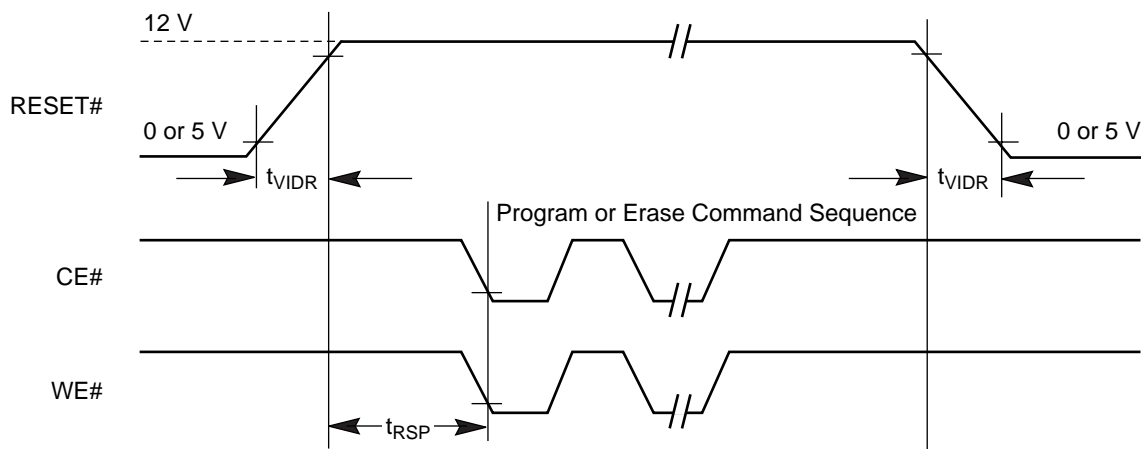 12 V
RESET#
0 or 5 V
0 or 5 V
tVIDR
tVIDR
Program or Erase Command Sequence
CE#
WE#
tRSP